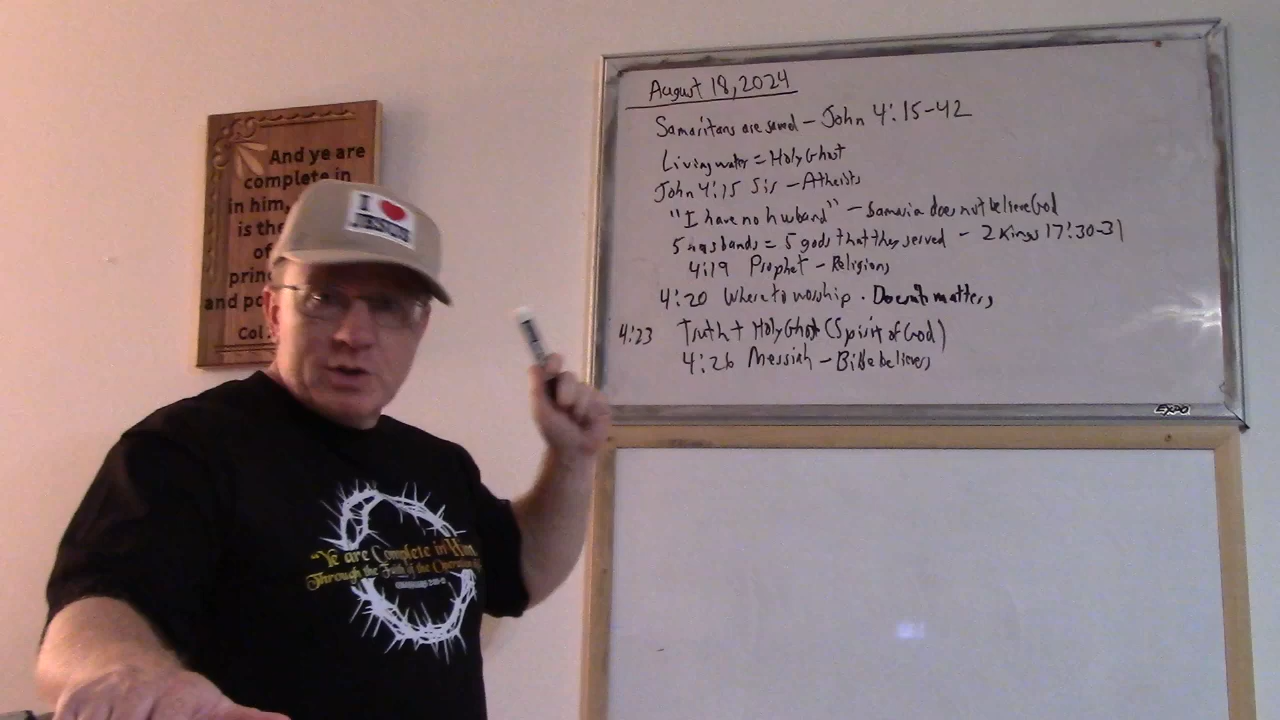 And ye are
complete in
in him,
is the
of
prin
and po
Col.
I ❤ JESUS
"Ye are Complete in Him,
Through the Faith of the Operation
August 18, 2024
Samaritans are saved - John 4:15-42
Living water = Holy Ghost
John 4:15 Sir - Atheists
"I have no husband" - Samaria does not believe God
5 husbands = 5 gods that they served - 2 Kings 17:30-31
4:19 Prophet - Religions
4:20 Where to worship. Doesn't matter,
4:23 Truth + Holy Ghost (Spirit of God)
4:26 Messiah - Bible believers
EXPO